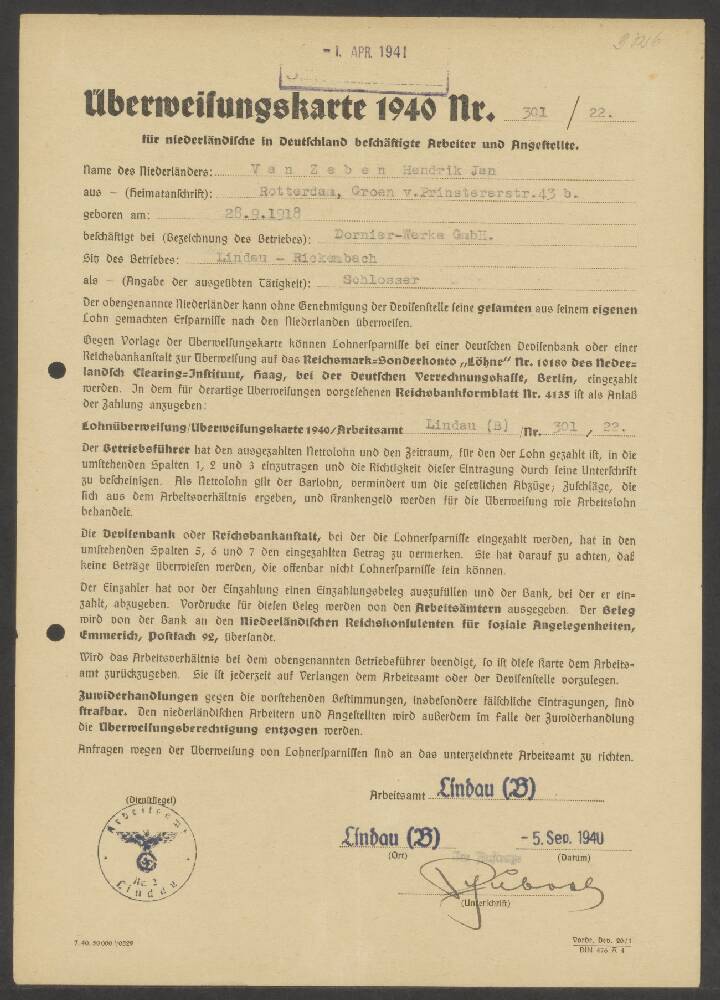 - 1. APR. 1941
Überweisungskarte 1940 Nr. 301 / 22.
für niederländische in Deutschland beschäftigte Arbeiter und Angestellte.
Name des Niederländers: Van Zeben Hendrik Jan
aus – (Heimatanschrift): Rotterdam, Groen v.Prinstererstr.43 b.
geboren am: 28.9.1918
beschäftigt bei (Bezeichnung des Betriebes): Dornier-Werke GmbH.
Sitz des Betriebes: Lindau - Rickenbach
als – (Angabe der ausgeübten Tätigkeit): Schlosser
Der obengenannte Niederländer kann ohne Genehmigung der Devisenstelle seine gesamten aus seinem eigenen
Lohn gemachten Ersparnisse nach den Niederlanden überweisen.
Gegen Vorlage der Überweisungskarte können Lohnersparnisse bei einer deutschen Devisenbank oder einer
Reichsbankanstalt zur Überweisung auf das Reichsmark-Sonderkonto „Löhne“ Nr. 10180 des Neder-
landsch Clearing-Instituut, Haag, bei der Deutschen Verrechnungskasse, Berlin, eingezahlt
werden. In dem für derartige Überweisungen vorgesehenen Reichsbankformblatt Nr. 4135 ist als Anlaß
der Zahlung anzugeben:
Lohnüberweisung/Überweisungskarte 1940/Arbeitsamt Lindau (B) /Nr. 301 , 22.
Der Betriebsführer hat den ausgezahlten Nettolohn und den Zeitraum, für den der Lohn gezahlt ist, in die
umstehenden Spalten 1, 2 und 3 einzutragen und die Richtigkeit dieser Eintragung durch seine Unterschrift
zu bescheinigen. Als Nettolohn gilt der Barlohn, vermindert um die gesetzlichen Abzüge; Zuschläge, die
sich aus dem Arbeitsverhältnis ergeben, und Krankengeld werden für die Überweisung wie Arbeitslohn
behandelt.
Die Devisenbank oder Reichsbankanstalt, bei der die Lohnersparnisse eingezahlt werden, hat in den
umstehenden Spalten 5, 6 und 7 den eingezahlten Betrag zu vermerken. Sie hat darauf zu achten, daß
keine Beträge überwiesen werden, die offenbar nicht Lohnersparnisse sein können.
Der Einzahler hat vor der Einzahlung einen Einzahlungsbeleg auszufüllen und der Bank, bei der er ein-
zahlt, abzugeben. Vordrucke für diesen Beleg werden von den Arbeitsämtern ausgegeben. Der Beleg
wird von der Bank an den Niederländischen Reichskonsulenten für soziale Angelegenheiten,
Emmerich, Postfach 92, übersandt.
Wird das Arbeitsverhältnis bei dem obengenannten Betriebsführer beendigt, so ist diese Karte dem Arbeits-
amt zurückzugeben. Sie ist jederzeit auf Verlangen dem Arbeitsamt oder der Devisenstelle vorzulegen.
Zuwiderhandlungen gegen die vorstehenden Bestimmungen, insbesondere fälschliche Eintragungen, sind
strafbar. Den niederländischen Arbeitern und Angestellten wird außerdem im Falle der Zuwiderhandlung
die Überweisungsberechtigung entzogen werden.
Anfragen wegen der Überweisung von Lohnersparnissen sind an das unterzeichnete Arbeitsamt zu richten.
Arbeitsamt Lindau (B)
(Dienstsiegel)
Arbeitsamt
Nr. 2
Lindau
Lindau (B) - 5. Sep. 1940
(Ort) (Datum)
(Unterschrift)
7. 40. 50000 V/0529
Vordr. Dev. 20/1
DIN 476 A 4